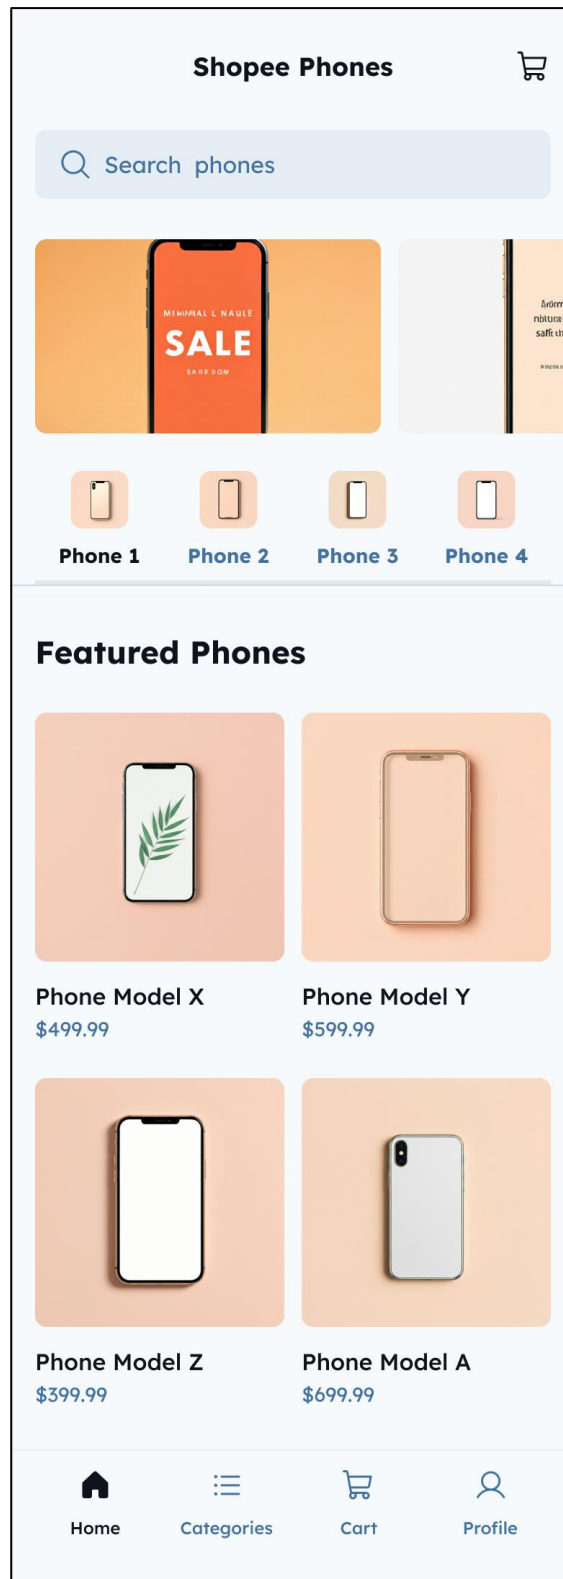 Shopee Phones
Search phones
SALE
Phone 1
Phone 2
Phone 3
Phone 4
Featured Phones
Phone Model X
$499.99
Phone Model Y
$599.99
Phone Model Z
$399.99
Phone Model A
$699.99
Home
Categories
Cart
Profile